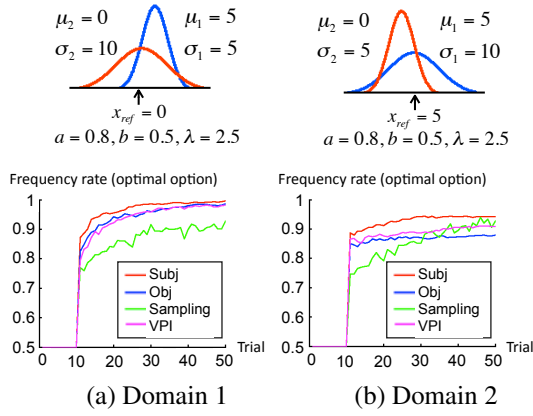 μ₂ = 0 μ₁ = 5
σ₂ = 10 σ₁ = 5
x_ref = 0
a = 0.8, b = 0.5, λ = 2.5
μ₂ = 0 μ₁ = 5
σ₂ = 5 σ₁ = 10
x_ref = 5
a = 0.8, b = 0.5, λ = 2.5
Frequency rate (optimal option)
1
0.9
0.8
0.7
0.6
0.5
Subj
Obj
Sampling
VPI
0 10 20 30 40 50 Trial
(a) Domain 1
Frequency rate (optimal option)
1
0.9
0.8
0.7
0.6
0.5
Subj
Obj
Sampling
VPI
0 10 20 30 40 50 Trial
(b) Domain 2